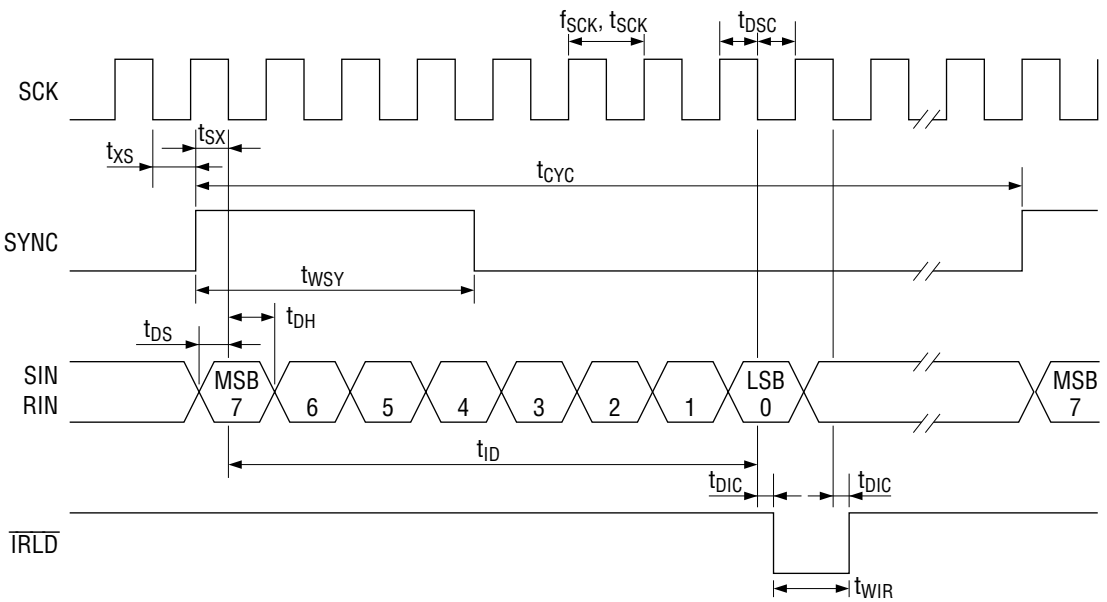 fSCK, tSCK
tDSC
SCK
tSX
tXS
tCYC
SYNC
tWSY
tDH
tDS
SIN
RIN
MSB
7
6
5
4
3
2
1
LSB
0
MSB
7
tID
tDIC
tDIC
IRLD
tWIR